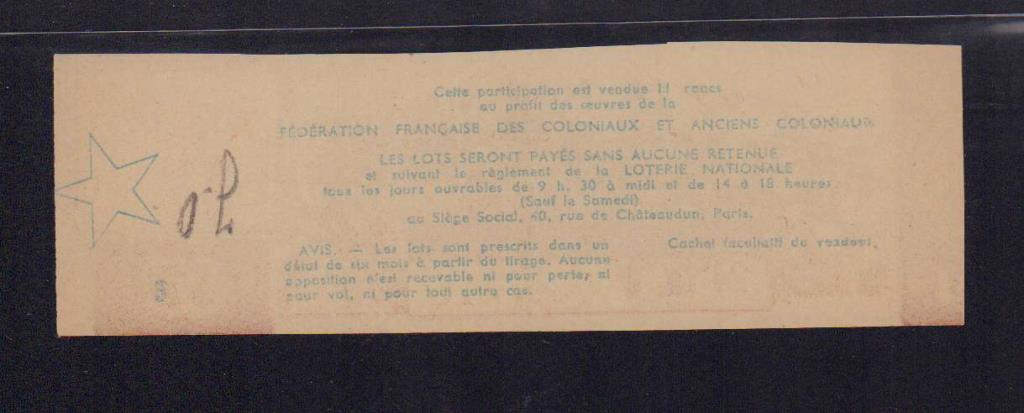 Cette participation est vendue 11 francs
au profit des œuvres de la
FÉDÉRATION FRANÇAISE DES COLONIAUX ET ANCIENS COLONIAUX
LES LOTS SERONT PAYÉS SANS AUCUNE RETENUE
et suivant le règlement de la LOTERIE NATIONALE
tous les jours ouvrables de 9 h. 30 à midi et de 14 à 18 heures
(Sauf le Samedi)
au Siège Social, 40, rue de Châteaudun, Paris.
AVIS. — Les lots sont prescrits dans un
délai de six mois à partir du tirage. Aucune
opposition n'est recevable ni pour perte, ni
pour vol, ni pour tout autre cas.
Cachet facultatif du vendeur.